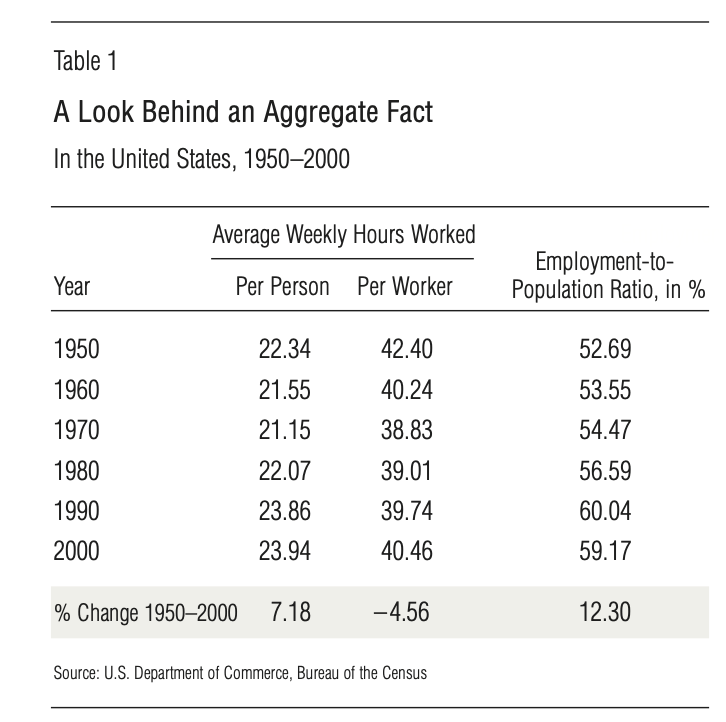 Table 1
A Look Behind an Aggregate Fact
In the United States, 1950–2000
Average Weekly Hours Worked
Employment-to-
Year Per Person Per Worker Population Ratio, in %
1950 22.34 42.40 52.69
1960 21.55 40.24 53.55
1970 21.15 38.83 54.47
1980 22.07 39.01 56.59
1990 23.86 39.74 60.04
2000 23.94 40.46 59.17
% Change 1950–2000 7.18 –4.56 12.30
Source: U.S. Department of Commerce, Bureau of the Census